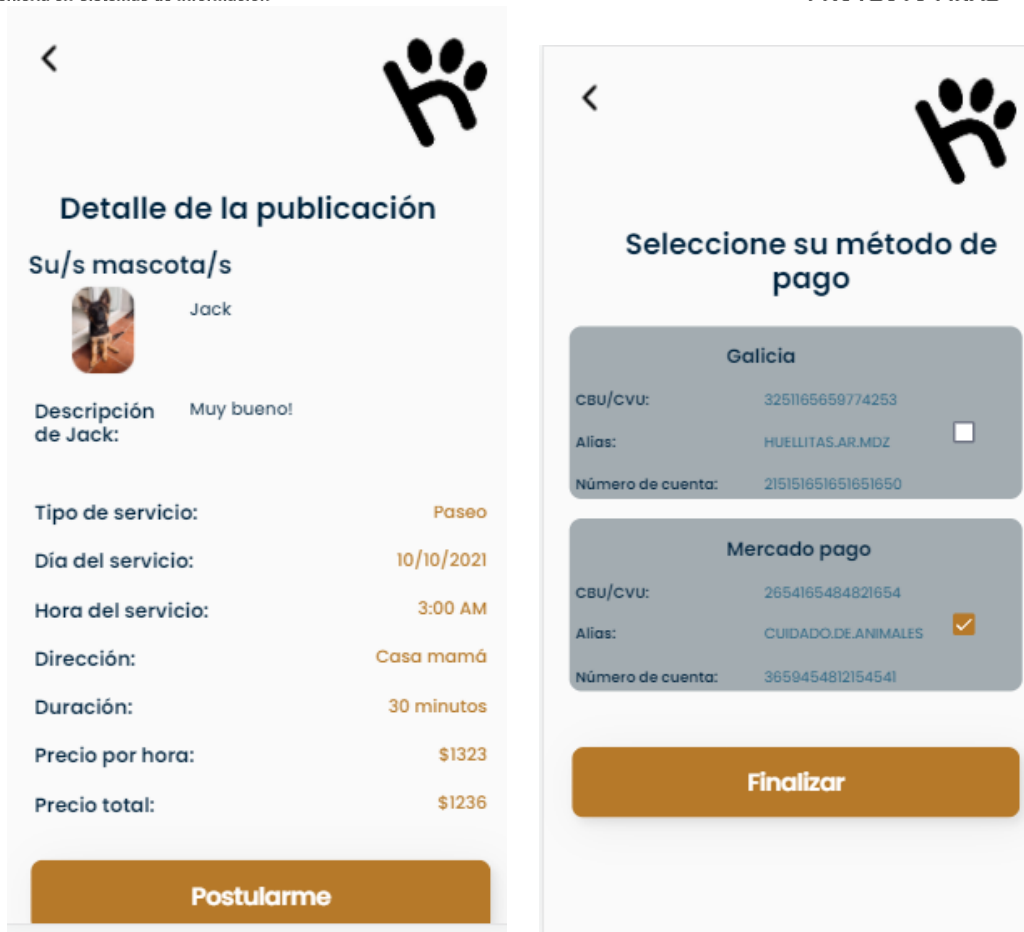 Detalle de la publicación
Su/s mascota/s
Jack
Descripción
de Jack:
Muy bueno!
Tipo de servicio:
Paseo
Día del servicio:
10/10/2021
Hora del servicio:
3:00 AM
Dirección:
Casa mamá
Duración:
30 minutos
Precio por hora:
$1323
Precio total:
$1236
Postularme
Seleccione su método de
pago
Galicia
CBU/CVU:
3251165659774253
Alias:
HUELLITAS.AR.MDZ
Número de cuenta:
215151651651651650
Mercado pago
CBU/CVU:
2654165484821654
Alias:
CUIDADO.DE.ANIMALES
Número de cuenta:
3659454812154541
Finalizar